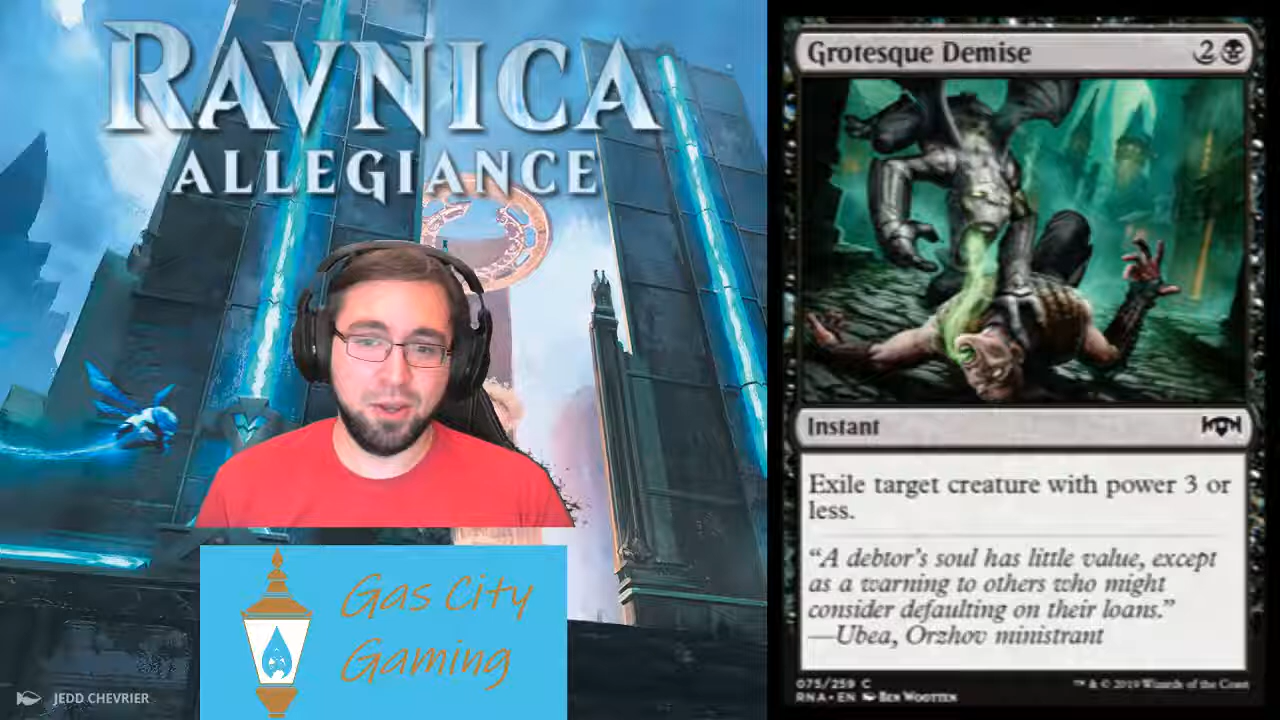 RAVNICA
ALLEGIANCE
Gas City
Gaming
JEDD CHEVRIER
Grotesque Demise
2
Instant
Exile target creature with power 3 or
less.
“A debtor’s soul has little value, except
as a warning to others who might
consider defaulting on their loans.”
—Ubea, Orzhov ministrant
075/259 C
RNA • EN BEN WOOTTEN
™ & © 2019 Wizards of the Coast